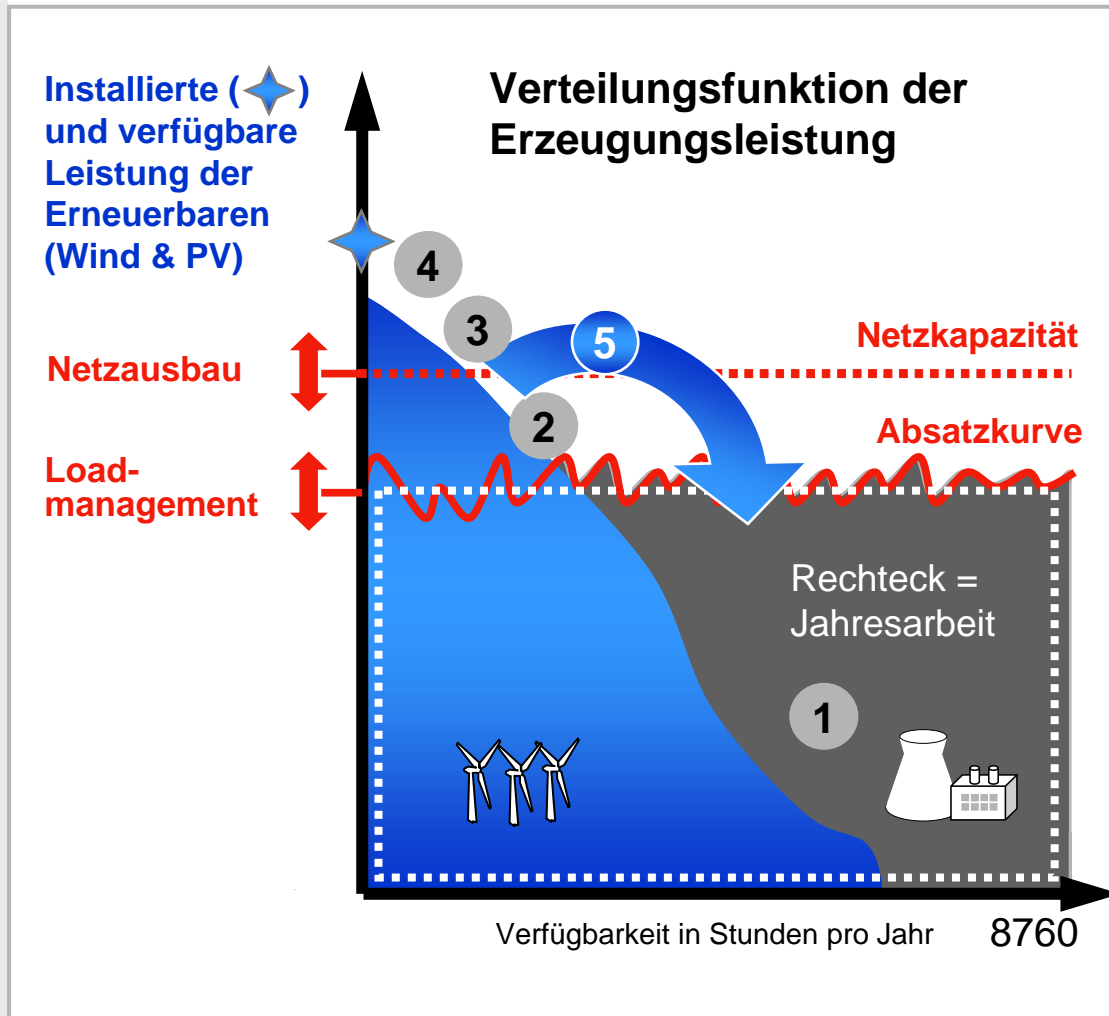 Installierte ( )
und verfügbare
Leistung der
Erneuerbaren
(Wind & PV)
Verteilungsfunktion der
Erzeugungsleistung
4
3
5
Netzkapazität
Netzausbau
2
Absatzkurve
Load-
management
Rechteck =
Jahresarbeit
1
Verfügbarkeit in Stunden pro Jahr
8760